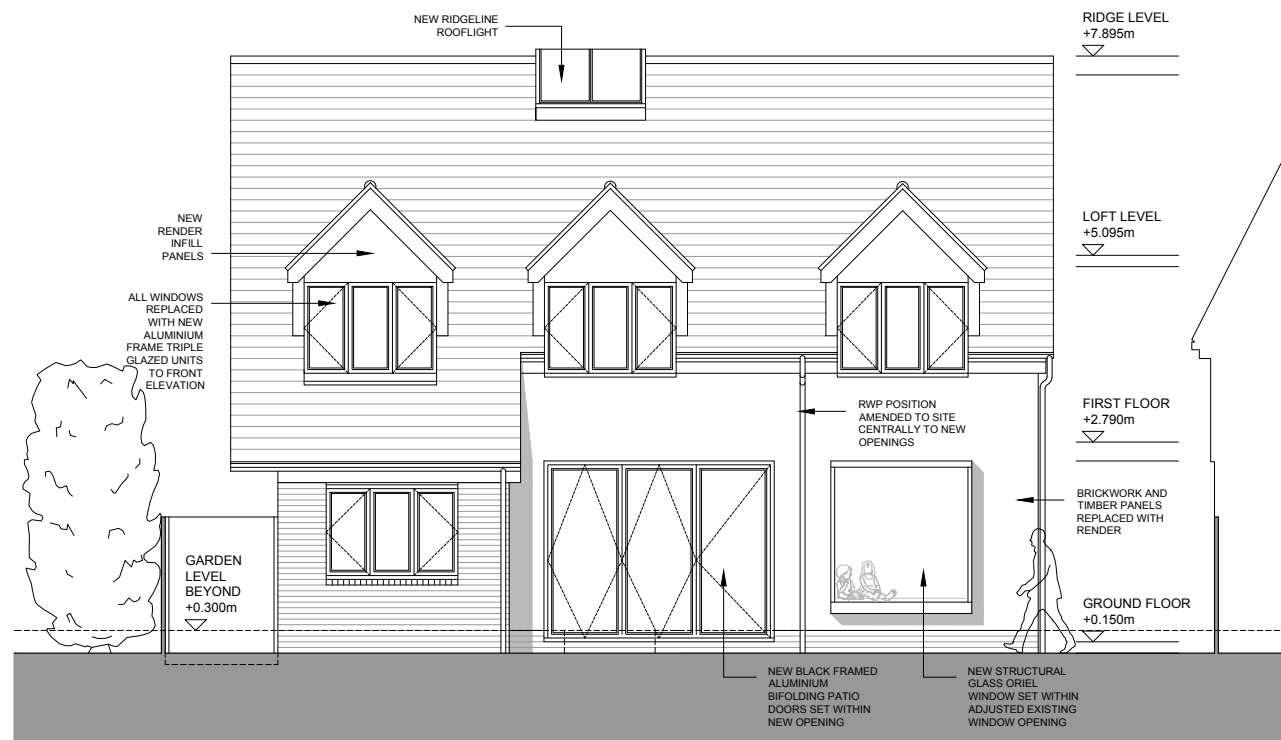 NEW RIDGELINE
ROOFLIGHT
RIDGE LEVEL
+7.895m
NEW
RENDER
INFILL
PANELS
LOFT LEVEL
+5.095m
ALL WINDOWS
REPLACED
WITH NEW
ALUMINIUM
FRAME TRIPLE
GLAZED UNITS
TO FRONT
ELEVATION
RWP POSITION
AMENDED TO SITE
CENTRALLY TO NEW
OPENINGS
FIRST FLOOR
+2.790m
BRICKWORK AND
TIMBER PANELS
REPLACED WITH
RENDER
GARDEN
LEVEL
BEYOND
+0.300m
GROUND FLOOR
+0.150m
NEW BLACK FRAMED
ALUMINIUM
BIFOLDING PATIO
DOORS SET WITHIN
NEW OPENING
NEW STRUCTURAL
GLASS ORIEL
WINDOW SET WITHIN
ADJUSTED EXISTING
WINDOW OPENING